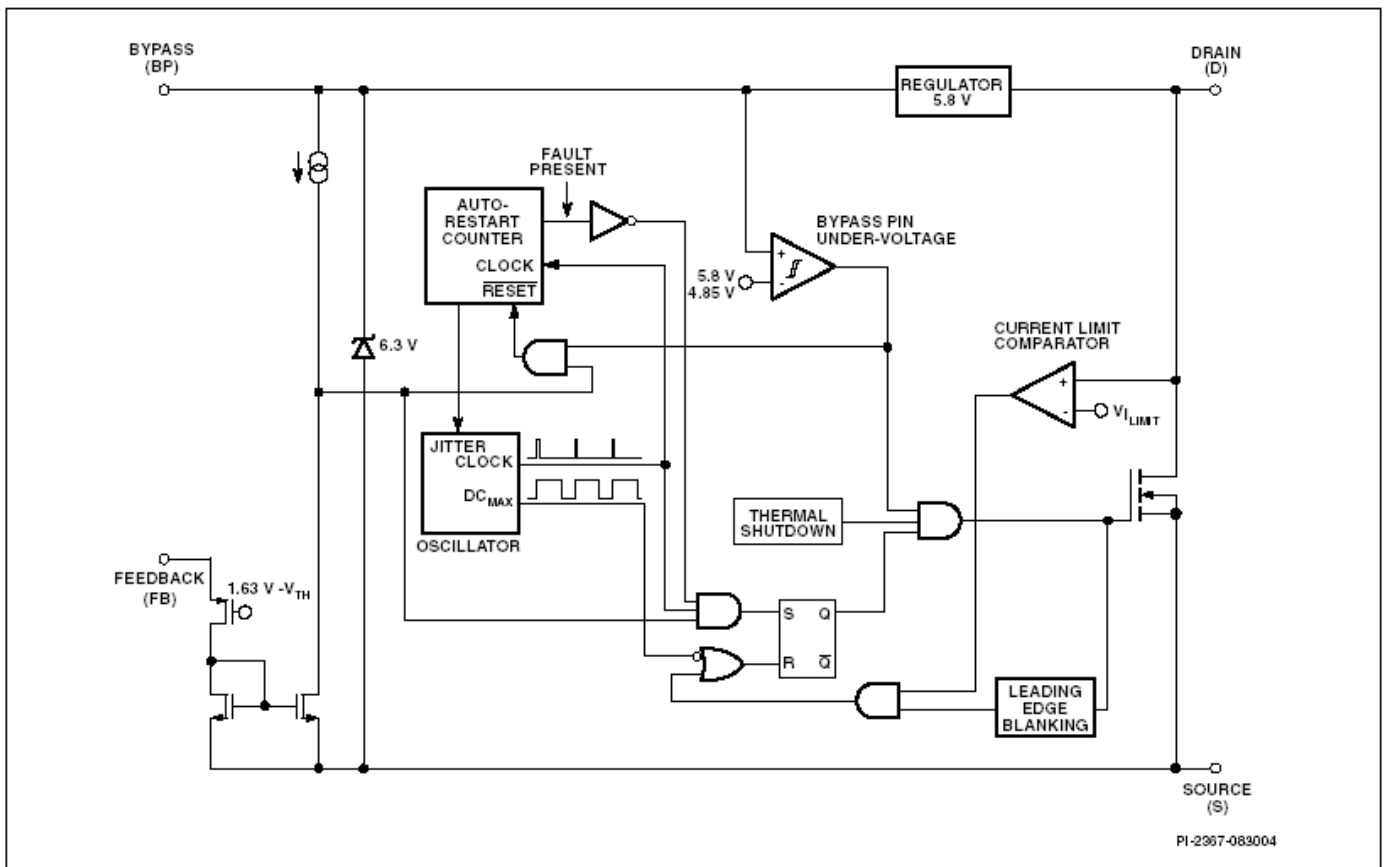 BYPASS
(BP)
DRAIN
(D)
REGULATOR
5.8 V
FAULT
PRESENT
AUTO-
RESTART
COUNTER
CLOCK
RESET
BYPASS PIN
UNDER-VOLTAGE
+
-
5.8 V
4.85 V
6.3 V
CURRENT LIMIT
COMPARATOR
+
-
VILIMIT
JITTER
CLOCK
DCMAX
OSCILLATOR
THERMAL
SHUTDOWN
FEEDBACK
(FB)
1.63 V -VTH
S Q
R Q
LEADING
EDGE
BLANKING
SOURCE
(S)
PI-2367-083004